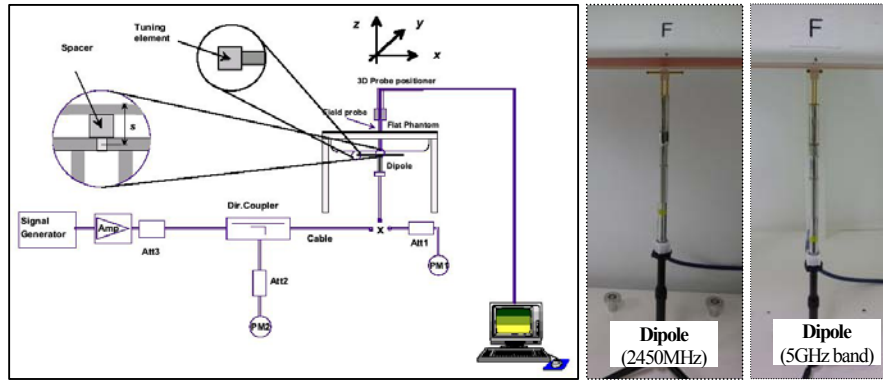 z
y
x
Tuning
element
Spacer
s
3D Probe positioner
Field probe
Flat Phantom
Dipole
Signal
Generator
Amp
Att3
Dir.Coupler
Cable
x
Att1
PM1
Att2
PM2
F
Dipole
(2450MHz)
F
Dipole
(5GHz band)